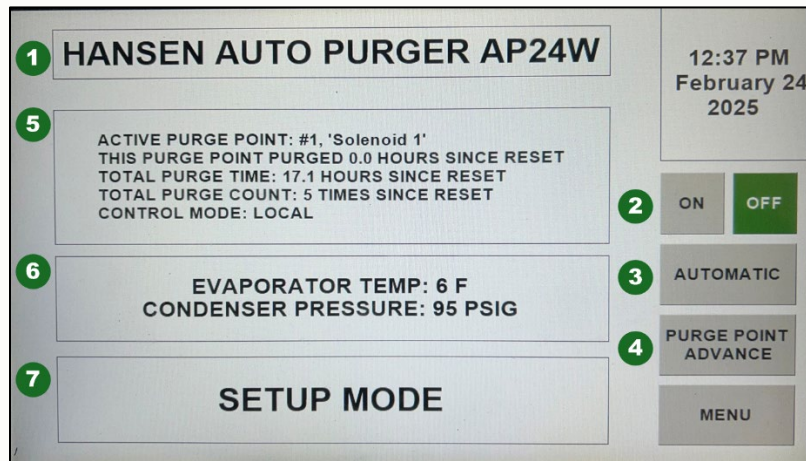 1 HANSEN AUTO PURGER AP24W
12:37 PM
February 24
2025
5
ACTIVE PURGE POINT: #1, 'Solenoid 1'
THIS PURGE POINT PURGED 0.0 HOURS SINCE RESET
TOTAL PURGE TIME: 17.1 HOURS SINCE RESET
TOTAL PURGE COUNT: 5 TIMES SINCE RESET
CONTROL MODE: LOCAL
2 ON OFF
6
EVAPORATOR TEMP: 6 F
CONDENSER PRESSURE: 95 PSIG
3 AUTOMATIC
4 PURGE POINT
ADVANCE
7
SETUP MODE
MENU
/